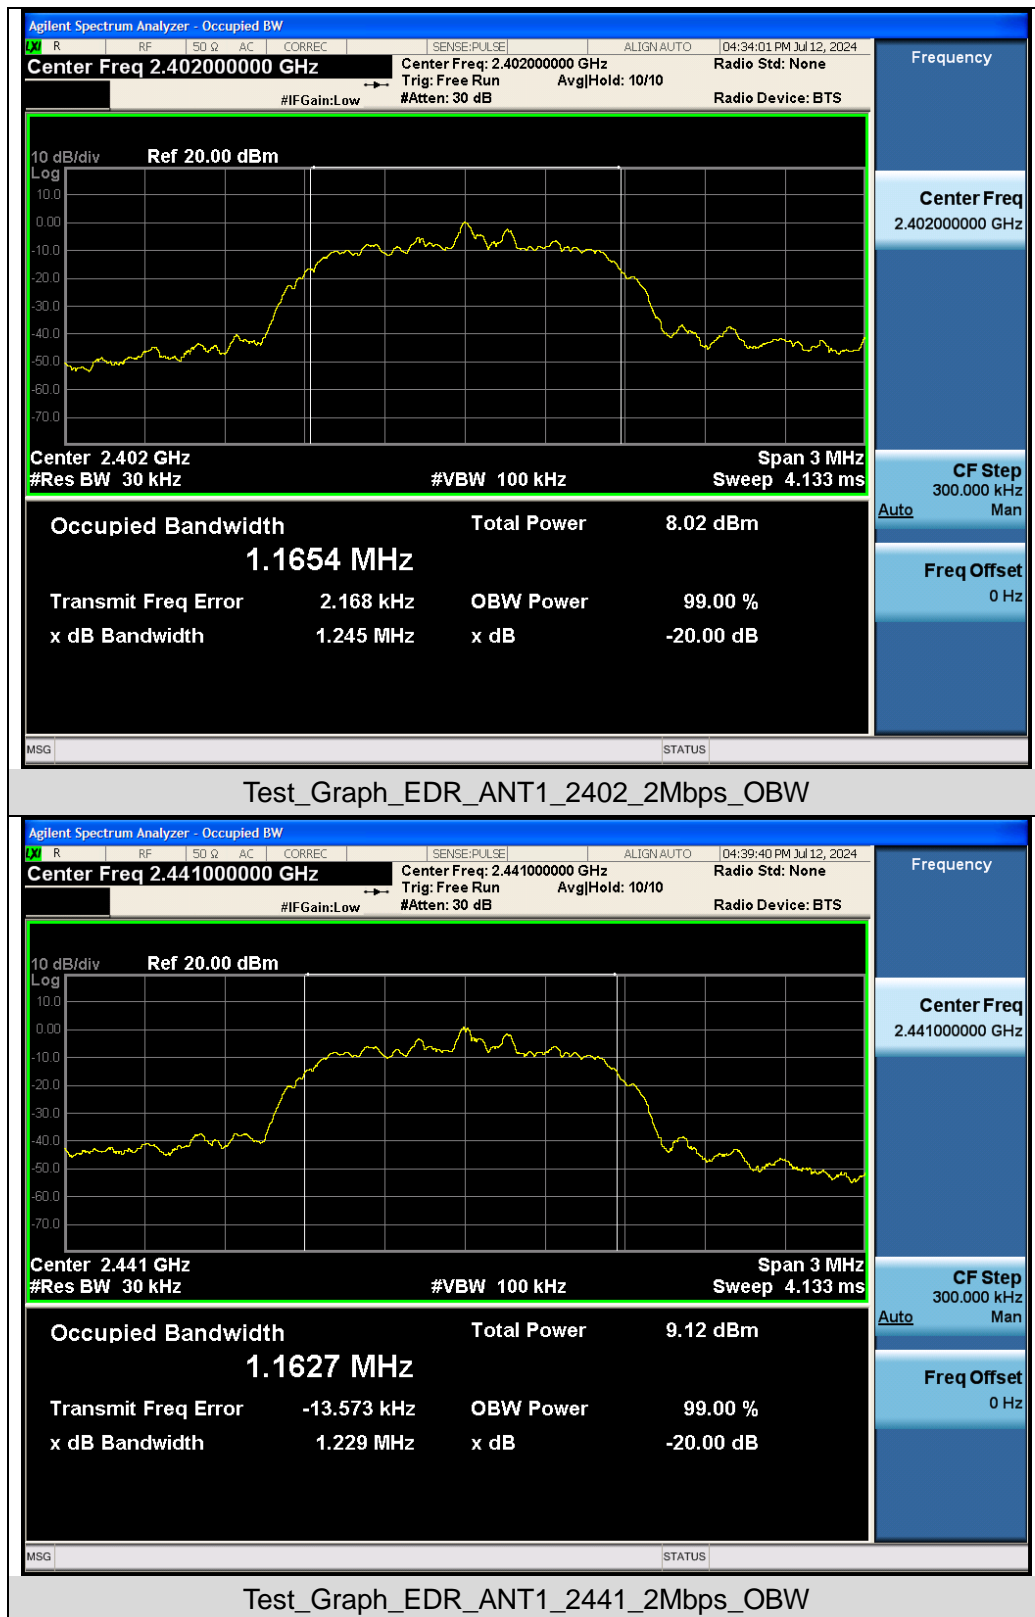 Agilent Spectrum Analyzer - Occupied BW
LXI R RF 50 Ω AC CORREC SENSE:PULSE ALIGN AUTO 04:34:01 PM Jul 12, 2024
Center Freq 2.402000000 GHz Center Freq: 2.402000000 GHz Radio Std: None
Trig: Free Run Avg|Hold: 10/10
#IFGain:Low #Atten: 30 dB Radio Device: BTS
Frequency
10 dB/div Ref 20.00 dBm
Log
10.0
0.00
-10.0
-20.0
-30.0
-40.0
-50.0
-60.0
-70.0
Center 2.402 GHz Span 3 MHz
#Res BW 30 kHz #VBW 100 kHz Sweep 4.133 ms
Center Freq
2.402000000 GHz
CF Step
300.000 kHz
Auto Man
Freq Offset
0 Hz
Occupied Bandwidth Total Power 8.02 dBm
1.1654 MHz
Transmit Freq Error 2.168 kHz OBW Power 99.00 %
x dB Bandwidth 1.245 MHz x dB -20.00 dB
MSG STATUS
Test_Graph_EDR_ANT1_2402_2Mbps_OBW
Agilent Spectrum Analyzer - Occupied BW
LXI R RF 50 Ω AC CORREC SENSE:PULSE ALIGN AUTO 04:39:40 PM Jul 12, 2024
Center Freq 2.441000000 GHz Center Freq: 2.441000000 GHz Radio Std: None
Trig: Free Run Avg|Hold: 10/10
#IFGain:Low #Atten: 30 dB Radio Device: BTS
Frequency
10 dB/div Ref 20.00 dBm
Log
10.0
0.00
-10.0
-20.0
-30.0
-40.0
-50.0
-60.0
-70.0
Center 2.441 GHz Span 3 MHz
#Res BW 30 kHz #VBW 100 kHz Sweep 4.133 ms
Center Freq
2.441000000 GHz
CF Step
300.000 kHz
Auto Man
Freq Offset
0 Hz
Occupied Bandwidth Total Power 9.12 dBm
1.1627 MHz
Transmit Freq Error -13.573 kHz OBW Power 99.00 %
x dB Bandwidth 1.229 MHz x dB -20.00 dB
MSG STATUS
Test_Graph_EDR_ANT1_2441_2Mbps_OBW